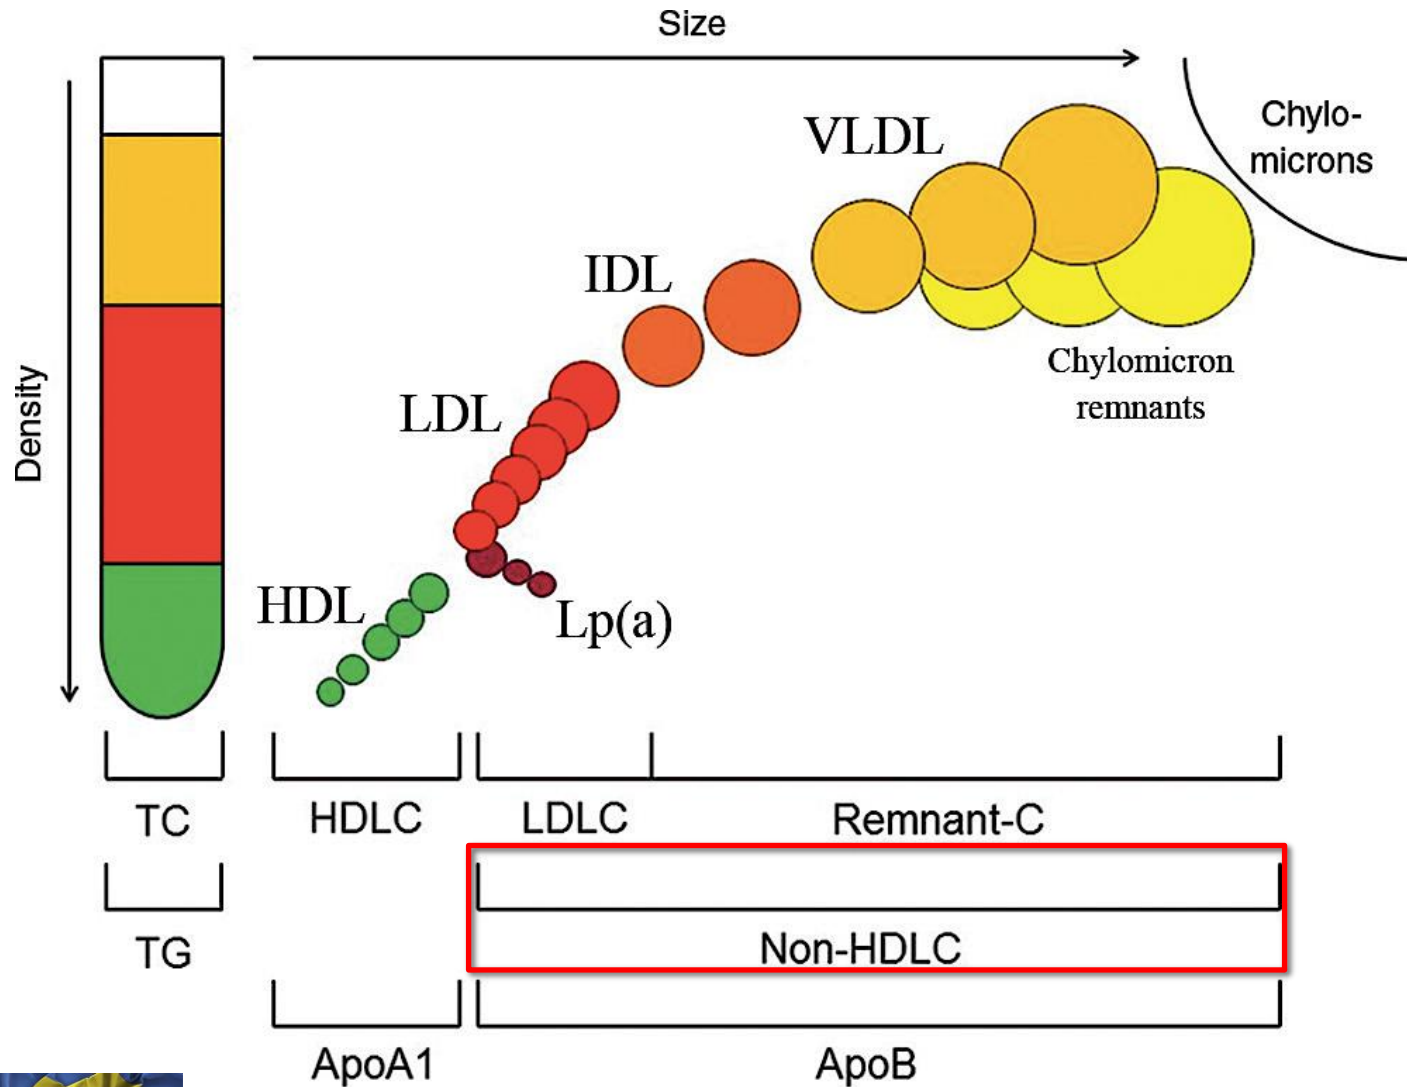 Size
Density
Chylo-
microns
VLDL
IDL
Chylomicron
remnants
LDL
HDL
Lp(a)
TC
HDLC
LDLC
Remnant-C
TG
Non-HDLC
ApoA1
ApoB